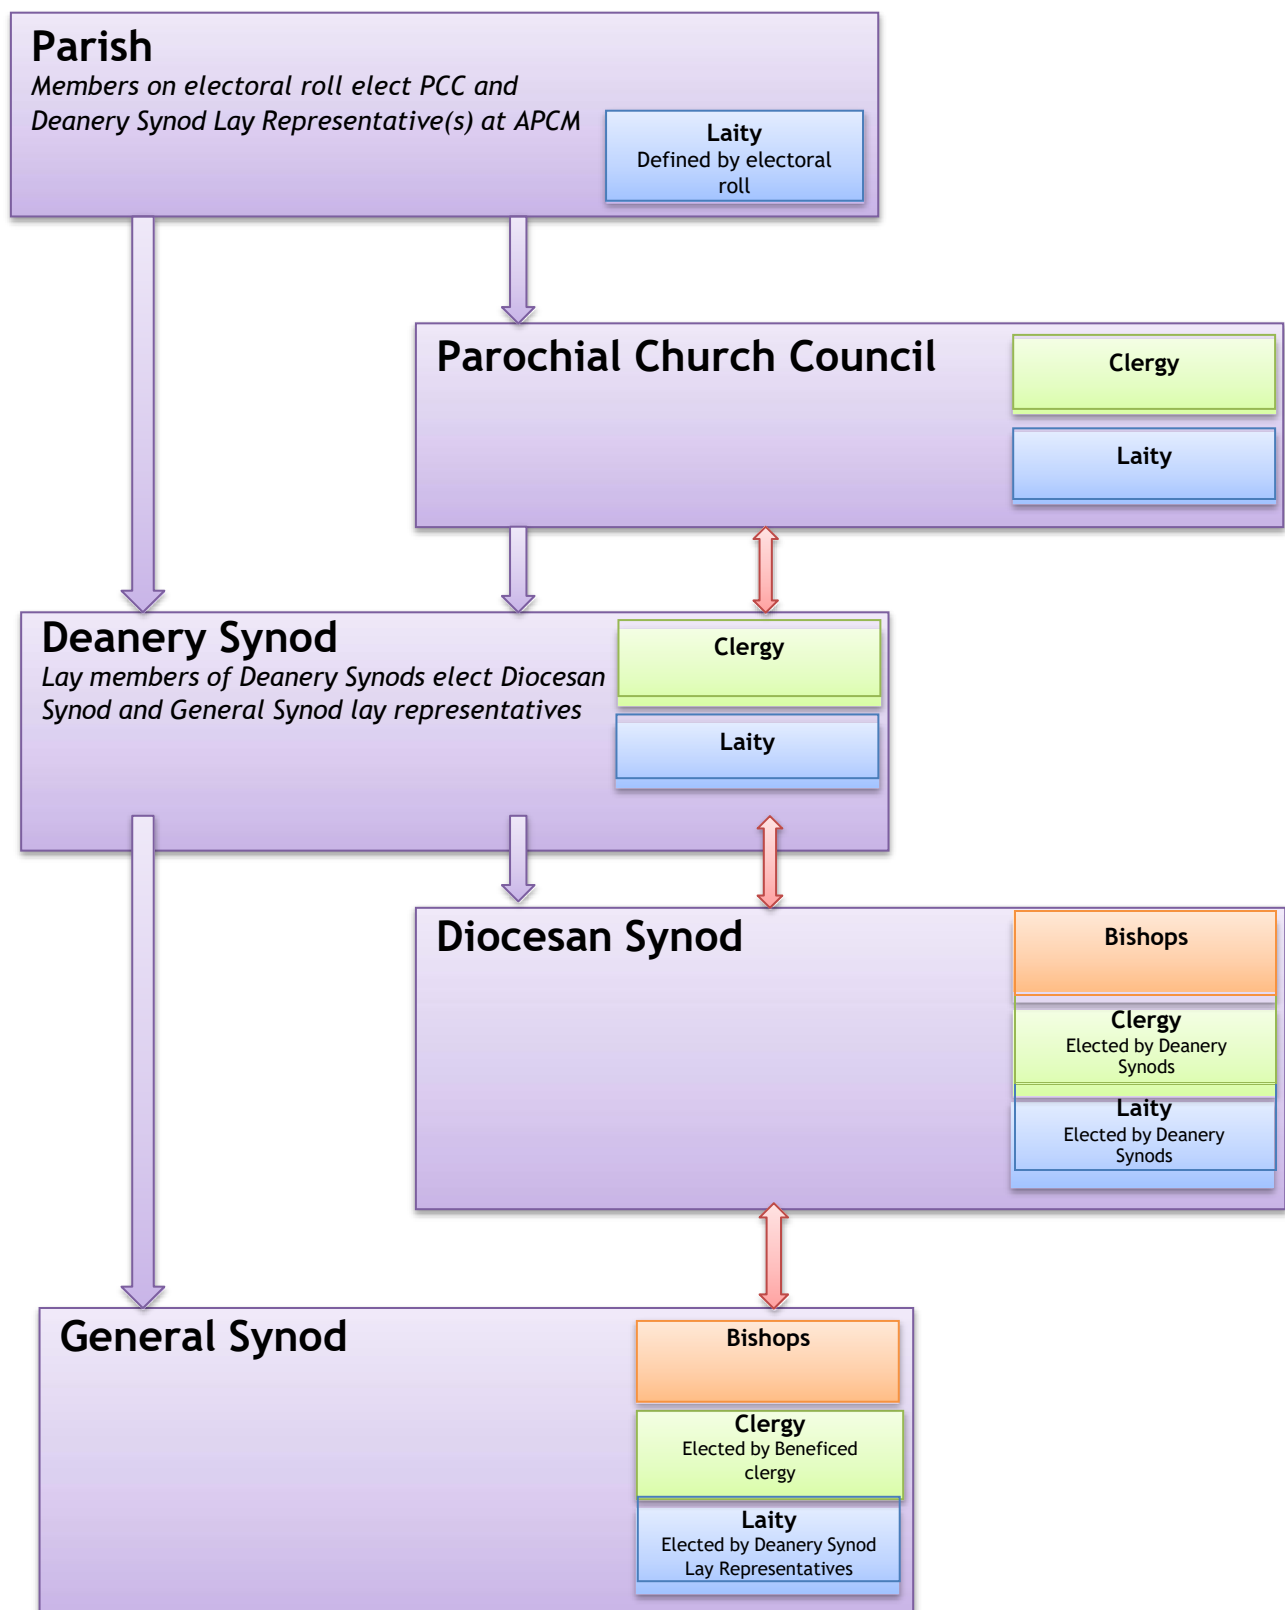 Parish
Members on electoral roll elect PCC and
Deanery Synod Lay Representative(s) at APCM
Laity
Defined by electoral
roll
Parochial Church Council
Clergy
Laity
Deanery Synod
Lay members of Deanery Synods elect Diocesan
Synod and General Synod lay representatives
Clergy
Laity
Diocesan Synod
Bishops
Clergy
Elected by Deanery
Synods
Laity
Elected by Deanery
Synods
General Synod
Bishops
Clergy
Elected by Beneficed
clergy
Laity
Elected by Deanery Synod
Lay Representatives